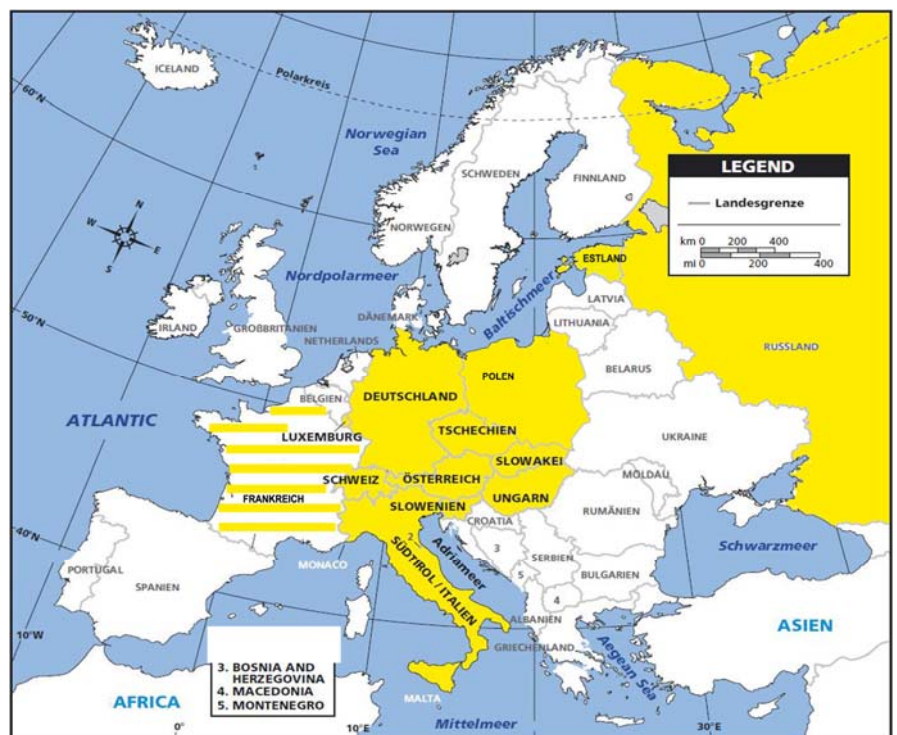 ICELAND
Polarkreis
60°N
Norwegian
Sea
SCHWEDEN
FINNLAND
NORWEGEN
LEGEND
Landesgrenze
km 0 200 400
mi 0 200 400
N
W
E
S
50°N
Nordpolarmeer
ESTLAND
Baltischmeer
LATVIA
LITHUANIA
DÄNEMARK
IRLAND
GROßBRITANIEN
NETHERLANDS
RUSSLAND
BELARUS
POLEN
BELGIEN
DEUTSCHLAND
ATLANTIC
LUXEMBURG
TSCHECHIEN
UKRAINE
SLOWAKEI
MOLDAU
SCHWEIZ
ÖSTERREICH
FRANKREICH
UNGARN
SLOWENIEN
RUMÄNIEN
40°N
CROATIA
2
3
Adriameer
SERBIEN
Schwarzmeer
MONACO
SÜDTIROL / ITALIEN
PORTUGAL
SPANIEN
5
BULGARIEN
4
ALBANIEN
10°W
GRIECHENLAND
Aegean Sea
ASIEN
3. BOSNIA AND
HERZEGOVINA
4. MACEDONIA
5. MONTENEGRO
AFRICA
MALTA
0°
10°E
Mittelmeer
30°E